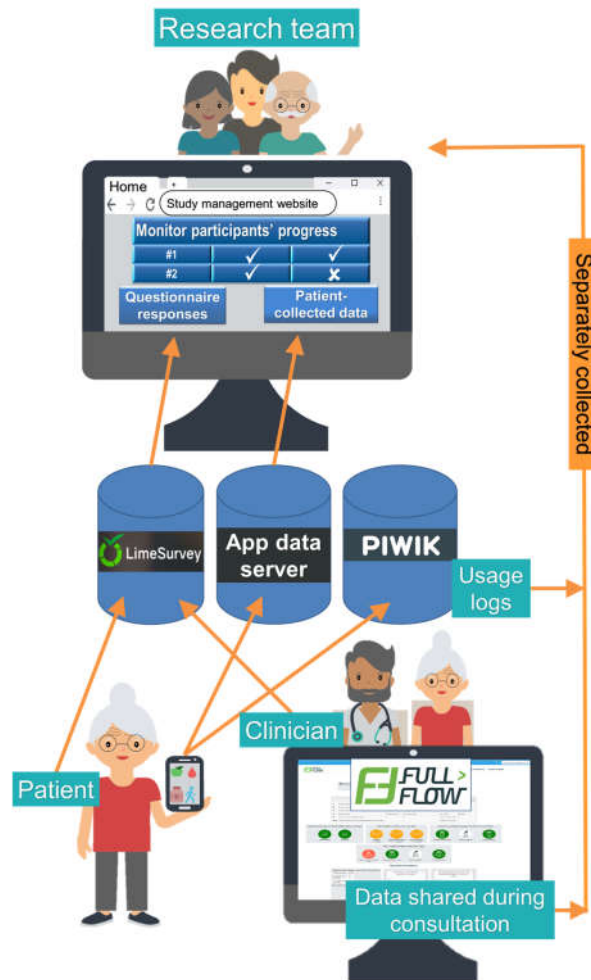 Research team
Home
Study management website
Monitor participants' progress
#1
#2
Questionnaire
responses
Patient-
collected data
Separately collected
LimeSurvey
App data
server
PIWIK
Usage
logs
Clinician
Patient
FULL
FLOW
Data shared during
consultation